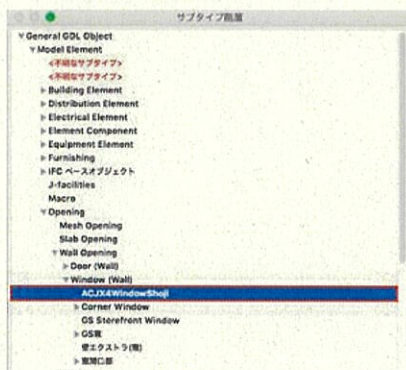 サブタイプ階層
General GDL Object
Model Element
<不明なサブタイプ>
<不明なサブタイプ>
Building Element
Distribution Element
Electrical Element
Element Component
Equipment Element
Furnishing
IFC ベースオブジェクト
J-facilities
Macro
Opening
Mesh Opening
Slab Opening
Wall Opening
Door (Wall)
Window (Wall)
ACJX4WindowShoji
Corner Window
GS Storefront Window
GS窓
壁エクストラ(窓)
窓開口部